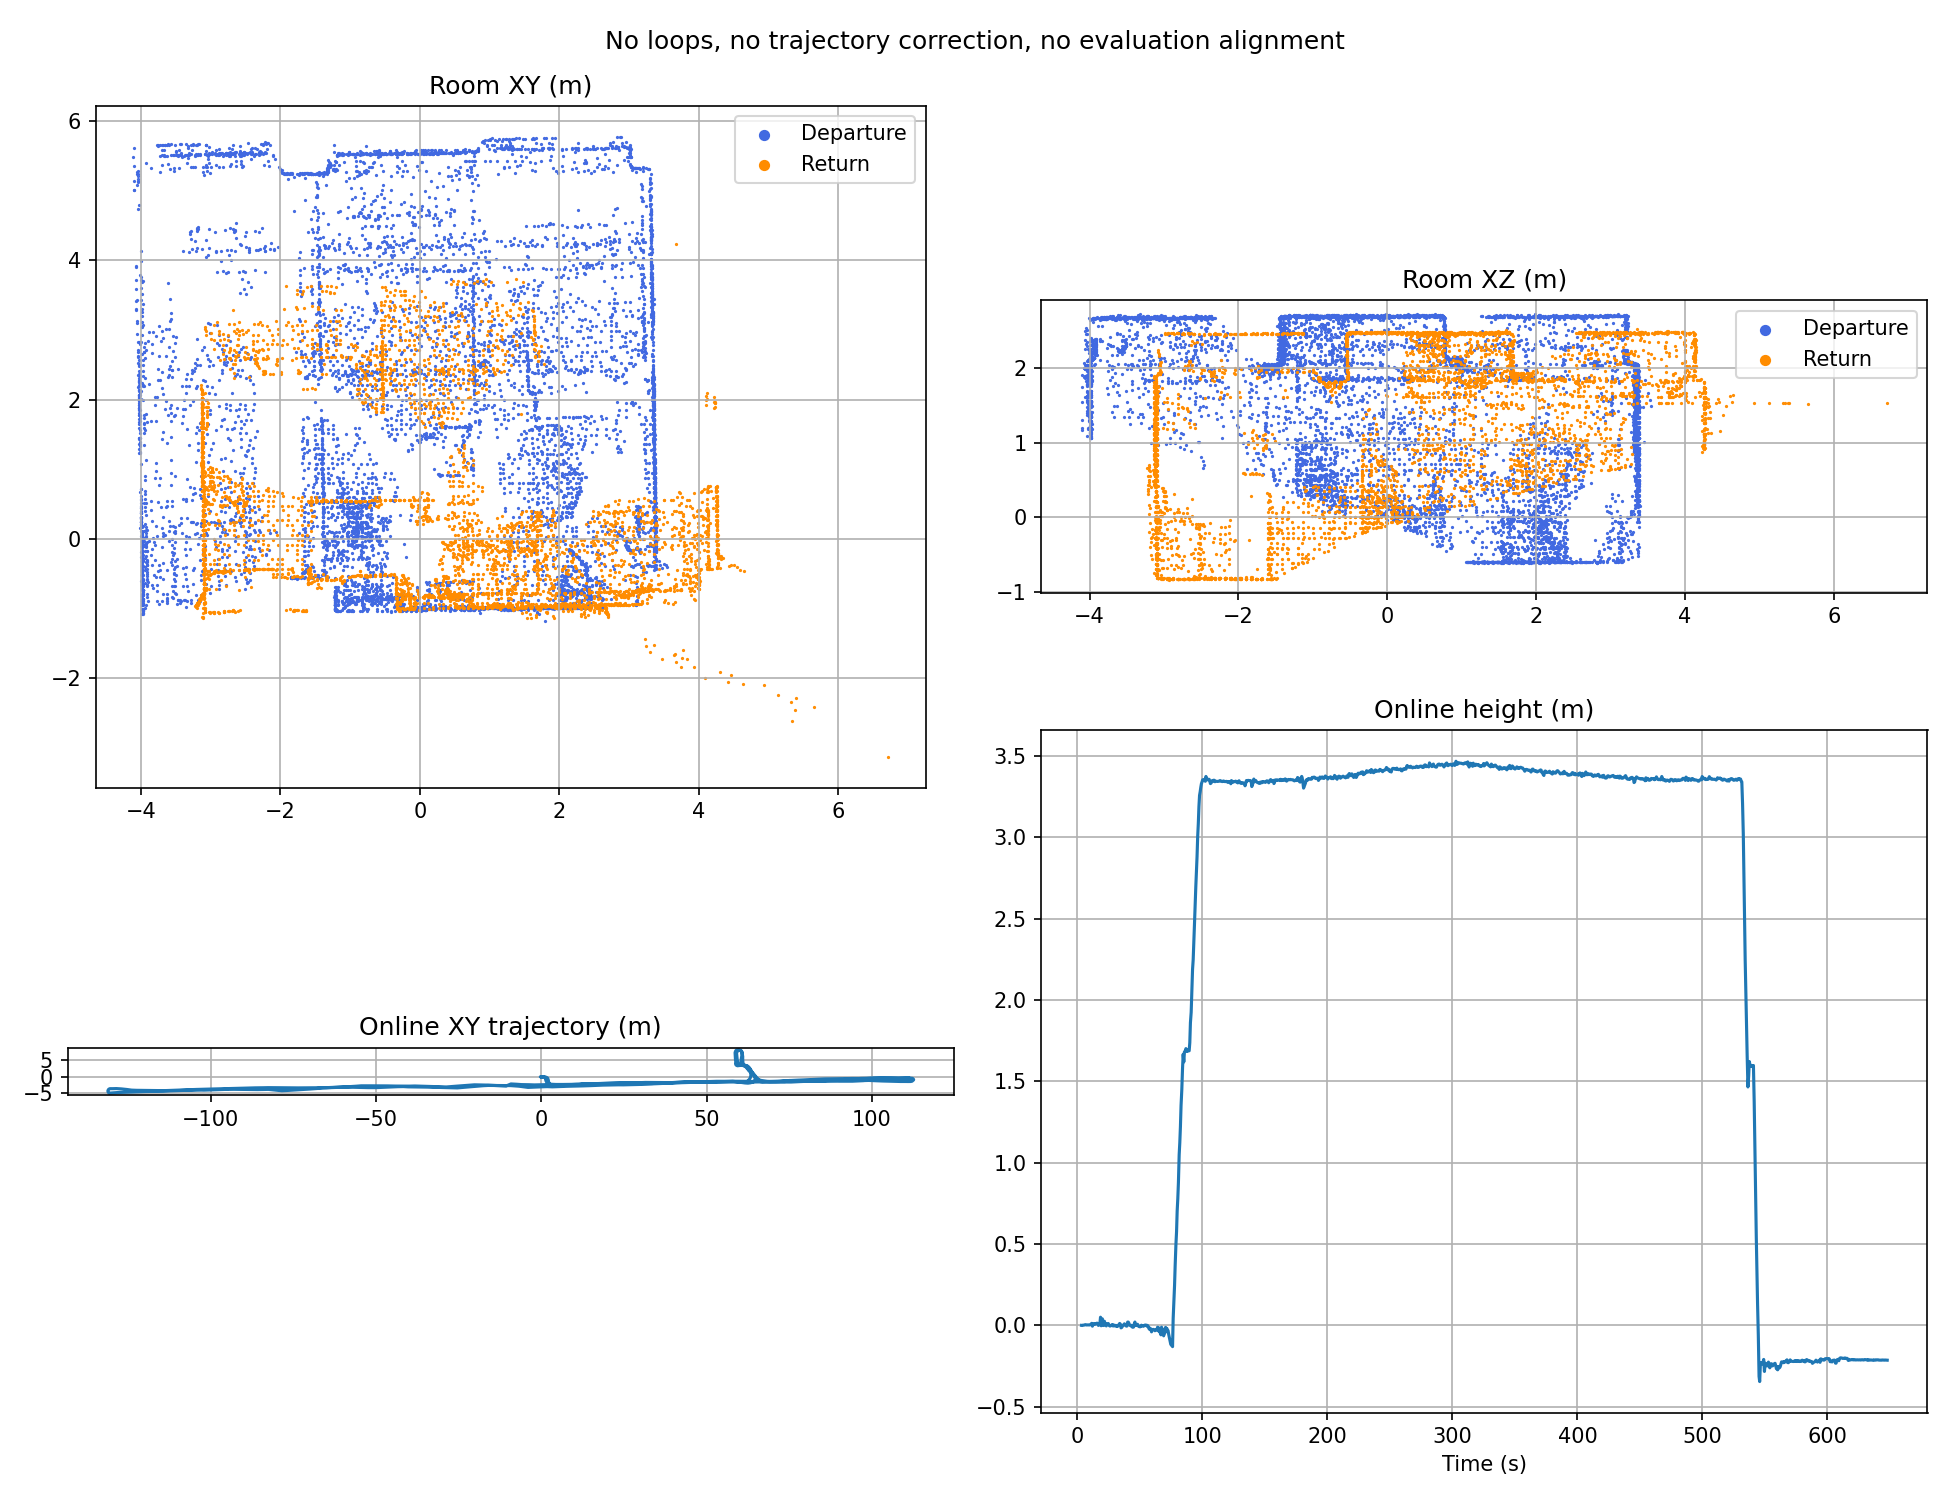 No loops, no trajectory correction, no evaluation alignment
Room XY (m)
Departure
Return
6
4
2
0
−2
−4 −2 0 2 4 6
Room XZ (m)
Departure
Return
2
1
0
−1
−4 −2 0 2 4 6
Online XY trajectory (m)
5
0
−5
−100 −50 0 50 100
Online height (m)
3.5
3.0
2.5
2.0
1.5
1.0
0.5
0.0
−0.5
0 100 200 300 400 500 600
Time (s)